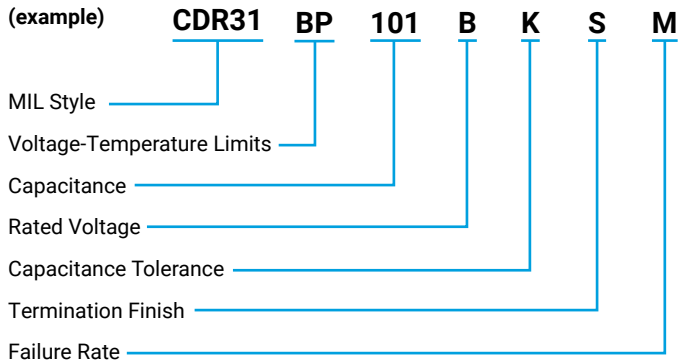 (example) CDR31 BP 101 B K S M
MIL Style
Voltage-Temperature Limits
Capacitance
Rated Voltage
Capacitance Tolerance
Termination Finish
Failure Rate